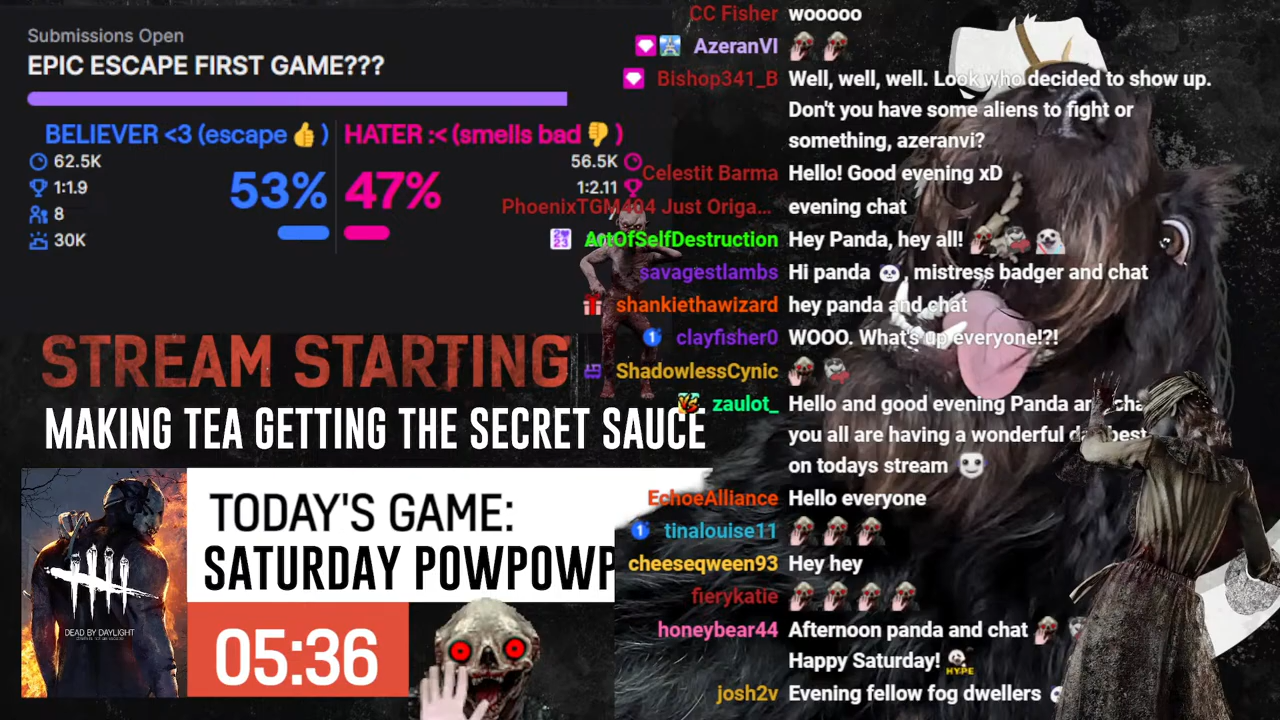 Submissions Open
EPIC ESCAPE FIRST GAME???
BELIEVER <3 (escape 👍)
62.5K
1:1.9
8
30K
53%
HATER :< (smells bad 👎)
47%
56.5K
1:2.11
STREAM STARTING
MAKING TEA GETTING THE SECRET SAUCE
DEAD BY DAYLIGHT
TODAY'S GAME:
SATURDAY POWPOWP
05:36
CC Fisher wooooo
AzeranVI
Bishop341_B Well, well, well. Look who decided to show up.
Don't you have some aliens to fight or
something, azeranvi?
Celestit Barma Hello! Good evening xD
PhoenixTGM404 Just Origa... evening chat
ArtOfSelfDestruction Hey Panda, hey all!
savagestlambs Hi panda , mistress badger and chat
shankiethawizard hey panda and chat
clayfisher0 WOOO. What's up everyone!?!
ShadowlessCynic
zaulot_ Hello and good evening Panda
you all are having a wonderful best
on todays stream
EchoeAlliance Hello everyone
tinalouise11
cheeseqween93 Hey hey
fierykatie
honeybear44 Afternoon panda and chat
Happy Saturday! HYPE
josh2v Evening fellow fog dwellers